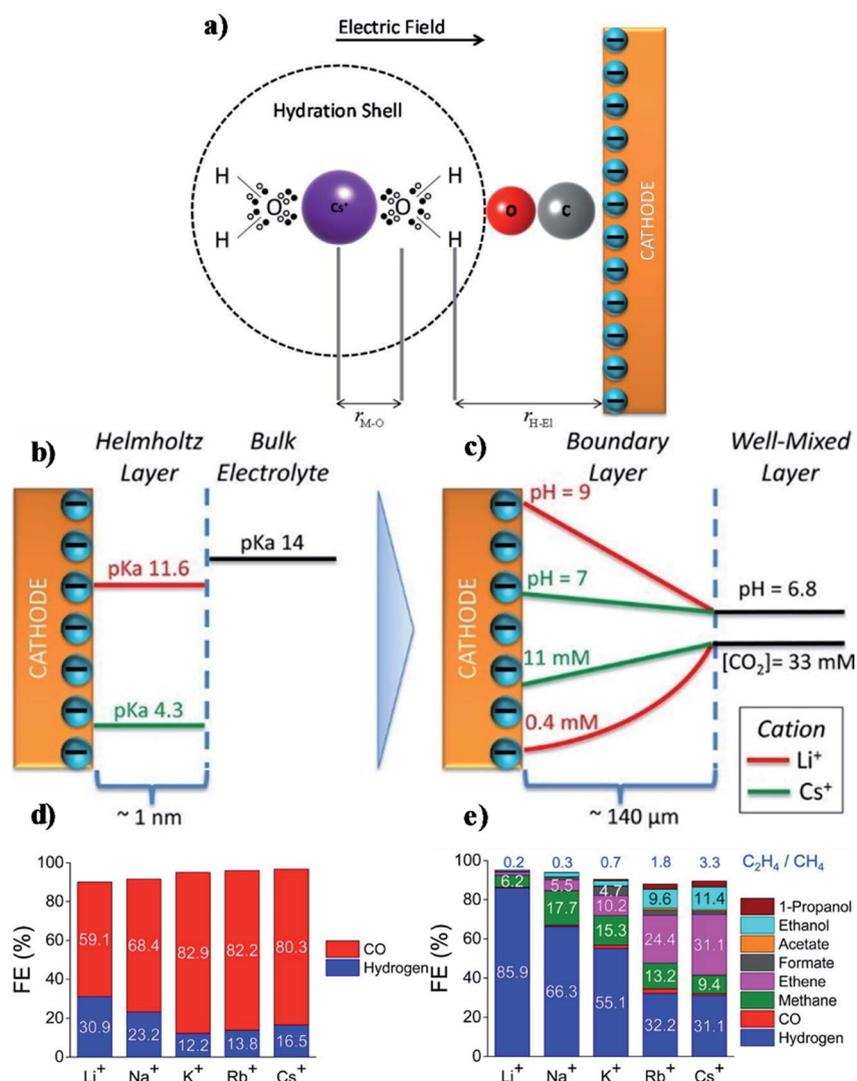 a)
Electric Field
Hydration Shell
H
H
O
Cs⁺
O
H
H
O
C
CATHODE
r_M-O
r_H-El
b)
Helmholtz
Layer
Bulk
Electrolyte
CATHODE
pKa 11.6
pKa 14
pKa 4.3
~ 1 nm
c)
Boundary
Layer
Well-Mixed
Layer
CATHODE
pH = 9
pH = 7
pH = 6.8
11 mM
[CO₂]= 33 mM
0.4 mM
~ 140 μm
Cation
Li⁺
Cs⁺
d)
FE (%)
100
80
60
40
20
0
59.1
68.4
82.9
82.2
80.3
30.9
23.2
12.2
13.8
16.5
Li⁺ Na⁺ K⁺ Rb⁺ Cs⁺
CO
Hydrogen
e)
FE (%)
100
80
60
40
20
0
0.2 0.3 0.7 1.8 3.3 C₂H₄ / CH₄
6.2
85.9
5.5
17.7
66.3
4.7
10.2
15.3
55.1
9.6
24.4
13.2
32.2
11.4
31.1
9.4
31.1
Li⁺ Na⁺ K⁺ Rb⁺ Cs⁺
1-Propanol
Ethanol
Acetate
Formate
Ethene
Methane
CO
Hydrogen